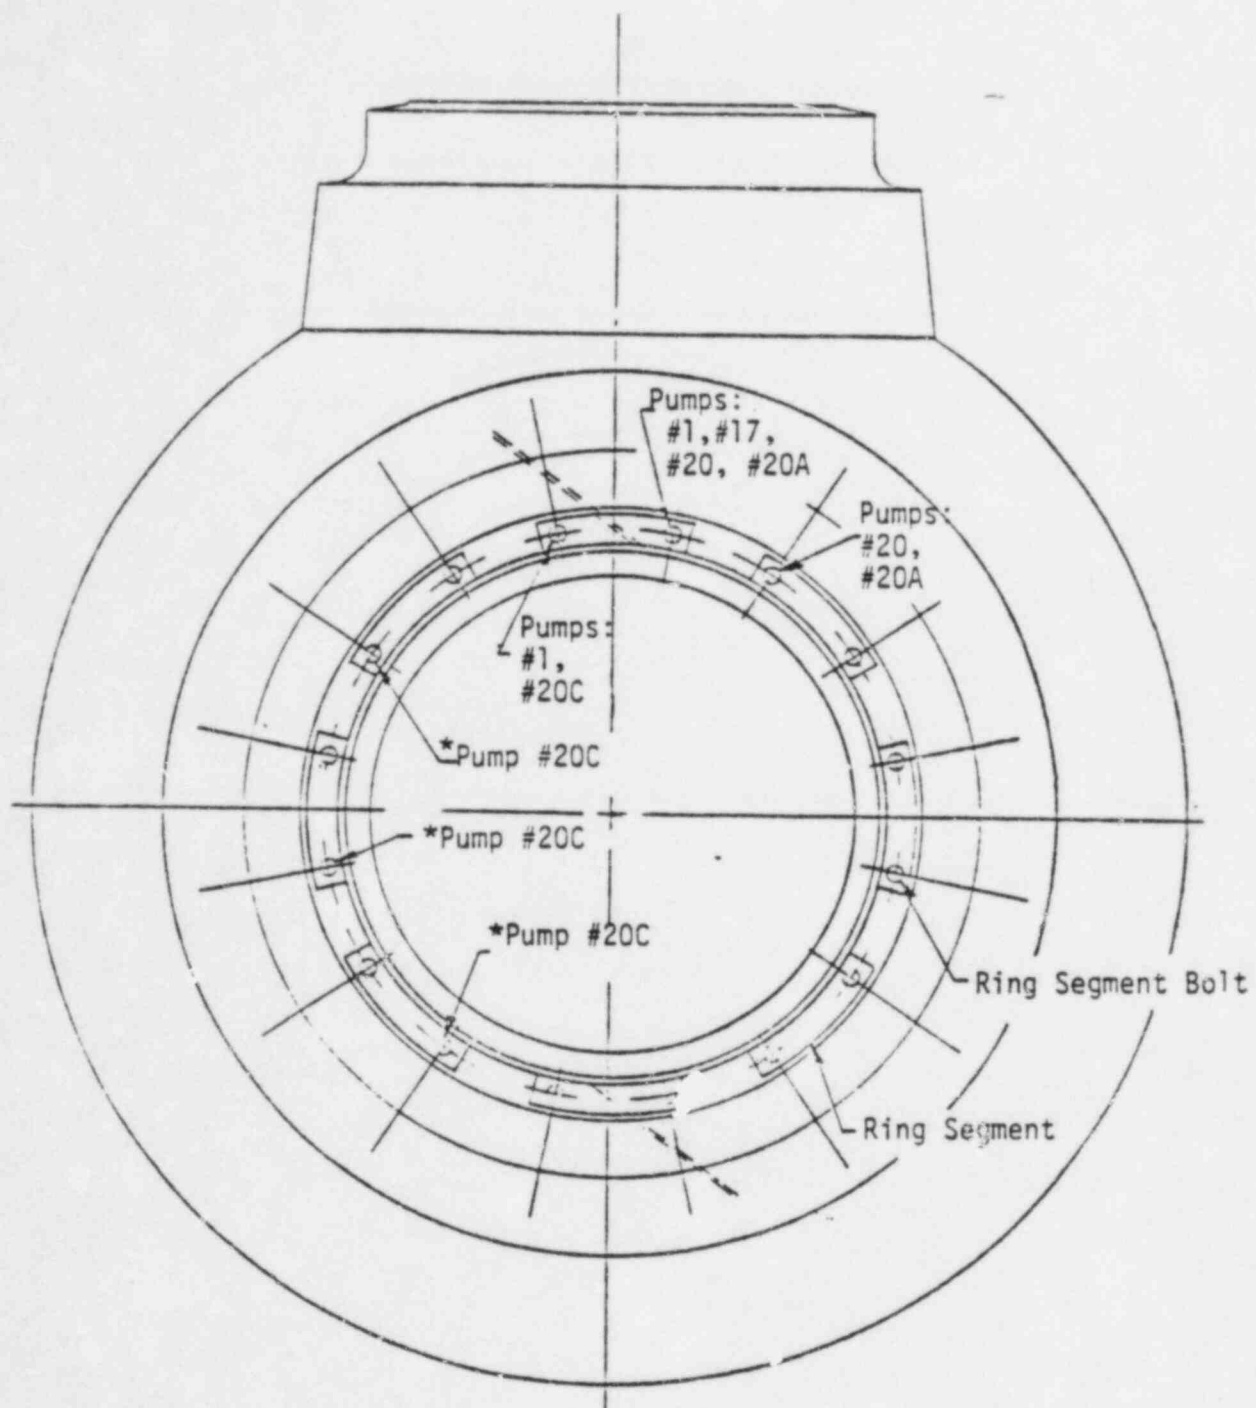 Pumps:
#1,#17,
#20, #20A
Pumps:
#20,
#20A
Pumps:
#1,
#20C
*Pump #20C
*Pump #20C
*Pump #20C
Ring Segment Bolt
Ring Segment